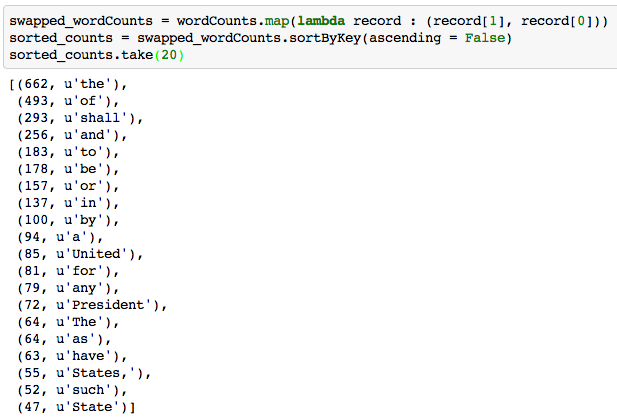 swapped_wordCounts = wordCounts.map(lambda record : (record[1], record[0]))
sorted_counts = swapped_wordCounts.sortByKey(ascending = False)
sorted_counts.take(20)
[(662, u'the'),
 (493, u'of'),
 (293, u'shall'),
 (256, u'and'),
 (183, u'to'),
 (178, u'be'),
 (157, u'or'),
 (137, u'in'),
 (100, u'by'),
 (94, u'a'),
 (85, u'United'),
 (81, u'for'),
 (79, u'any'),
 (72, u'President'),
 (64, u'The'),
 (64, u'as'),
 (63, u'have'),
 (55, u'States,'),
 (52, u'such'),
 (47, u'State')]